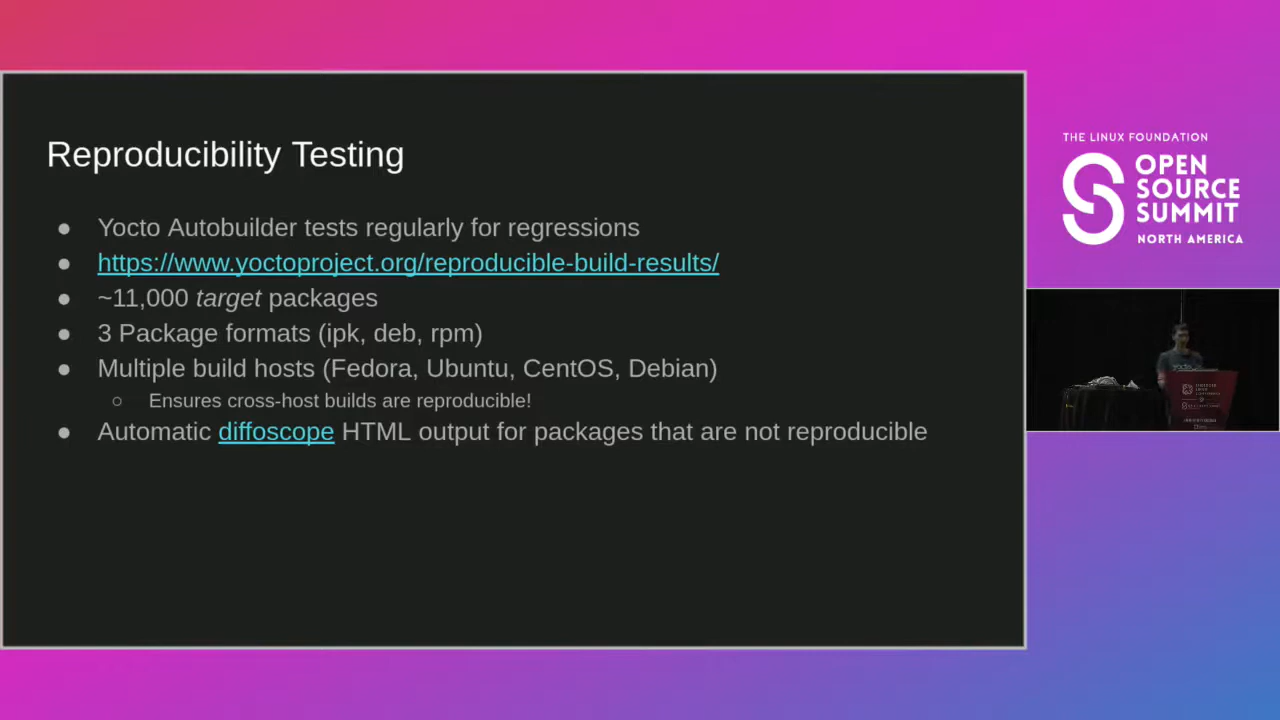 Reproducibility Testing
● Yocto Autobuilder tests regularly for regressions
● https://www.yoctoproject.org/reproducible-build-results/
● ~11,000 target packages
● 3 Package formats (ipk, deb, rpm)
● Multiple build hosts (Fedora, Ubuntu, CentOS, Debian)
○ Ensures cross-host builds are reproducible!
● Automatic diffoscope HTML output for packages that are not reproducible
THE LINUX FOUNDATION
OPEN
SOURCE
SUMMIT
NORTH AMERICA